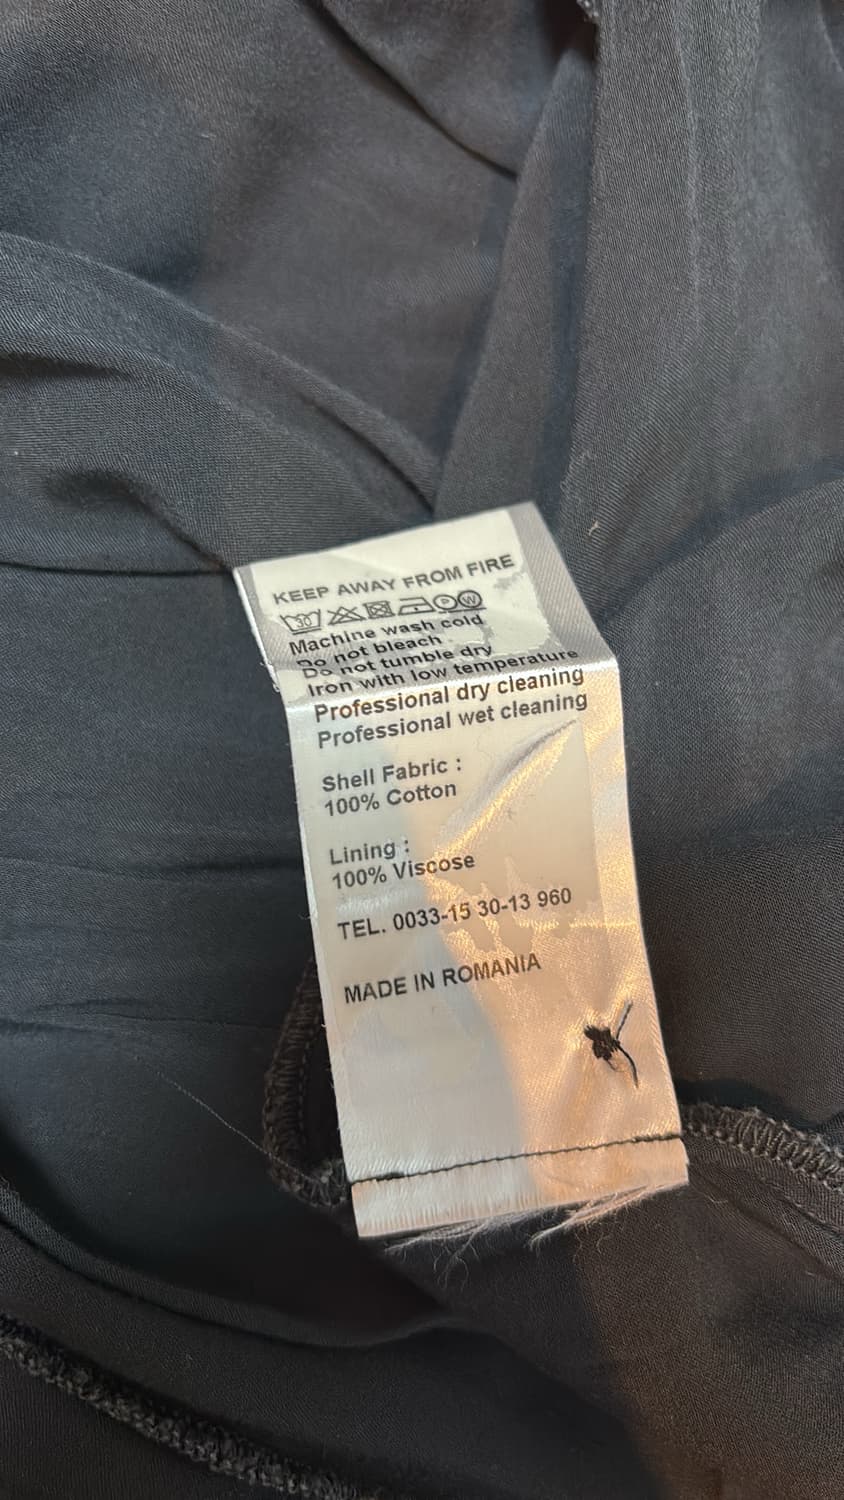 KEEP AWAY FROM FIRE
30 P W
Machine wash cold
Do not bleach
Do not tumble dry
Iron with low temperature
Professional dry cleaning
Professional wet cleaning
Shell Fabric :
100% Cotton
Lining :
100% Viscose
TEL. 0033-15 30-13 960
MADE IN ROMANIA